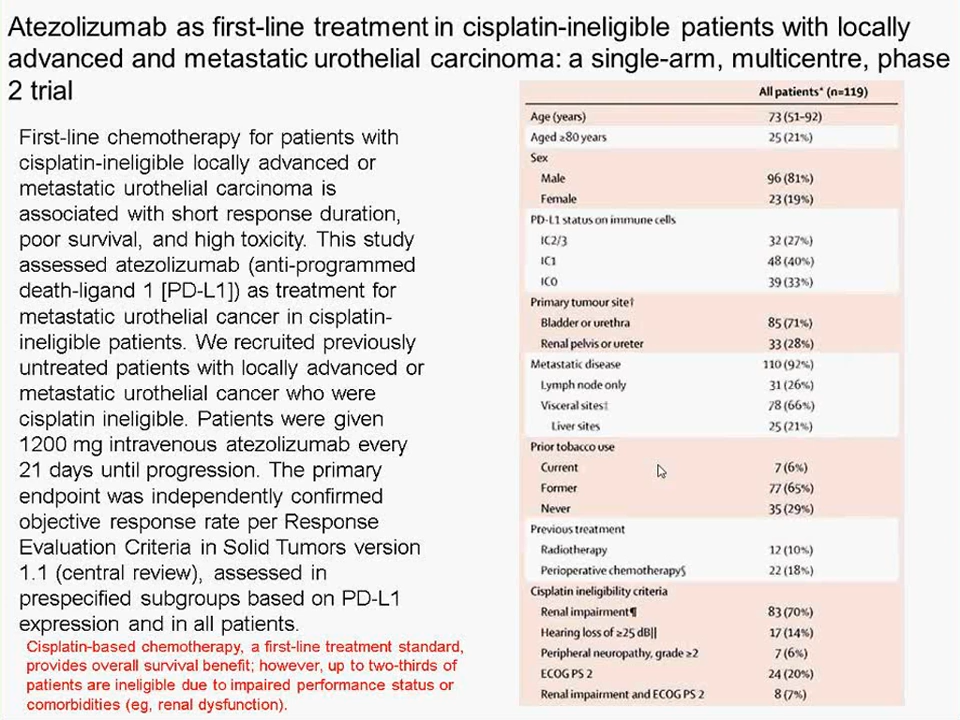 Atezolizumab as first-line treatment in cisplatin-ineligible patients with locally
advanced and metastatic urothelial carcinoma: a single-arm, multicentre, phase
2 trial
First-line chemotherapy for patients with
cisplatin-ineligible locally advanced or
metastatic urothelial carcinoma is
associated with short response duration,
poor survival, and high toxicity. This study
assessed atezolizumab (anti-programmed
death-ligand 1 [PD-L1]) as treatment for
metastatic urothelial cancer in cisplatin-
ineligible patients. We recruited previously
untreated patients with locally advanced or
metastatic urothelial cancer who were
cisplatin ineligible. Patients were given
1200 mg intravenous atezolizumab every
21 days until progression. The primary
endpoint was independently confirmed
objective response rate per Response
Evaluation Criteria in Solid Tumors version
1.1 (central review), assessed in
prespecified subgroups based on PD-L1
expression and in all patients.
Cisplatin-based chemotherapy, a first-line treatment standard,
provides overall survival benefit; however, up to two-thirds of
patients are ineligible due to impaired performance status or
comorbidities (eg, renal dysfunction).
All patients* (n=119)
Age (years) 73 (51–92)
Aged ≥80 years 25 (21%)
Sex
Male 96 (81%)
Female 23 (19%)
PD-L1 status on immune cells
IC2/3 32 (27%)
IC1 48 (40%)
IC0 39 (33%)
Primary tumour site†
Bladder or urethra 85 (71%)
Renal pelvis or ureter 33 (28%)
Metastatic disease 110 (92%)
Lymph node only 31 (26%)
Visceral sites‡ 78 (66%)
Liver sites 25 (21%)
Prior tobacco use
Current 7 (6%)
Former 77 (65%)
Never 35 (29%)
Previous treatment
Radiotherapy 12 (10%)
Perioperative chemotherapy§ 22 (18%)
Cisplatin ineligibility criteria
Renal impairment¶ 83 (70%)
Hearing loss of ≥25 dB|| 17 (14%)
Peripheral neuropathy, grade ≥2 7 (6%)
ECOG PS 2 24 (20%)
Renal impairment and ECOG PS 2 8 (7%)